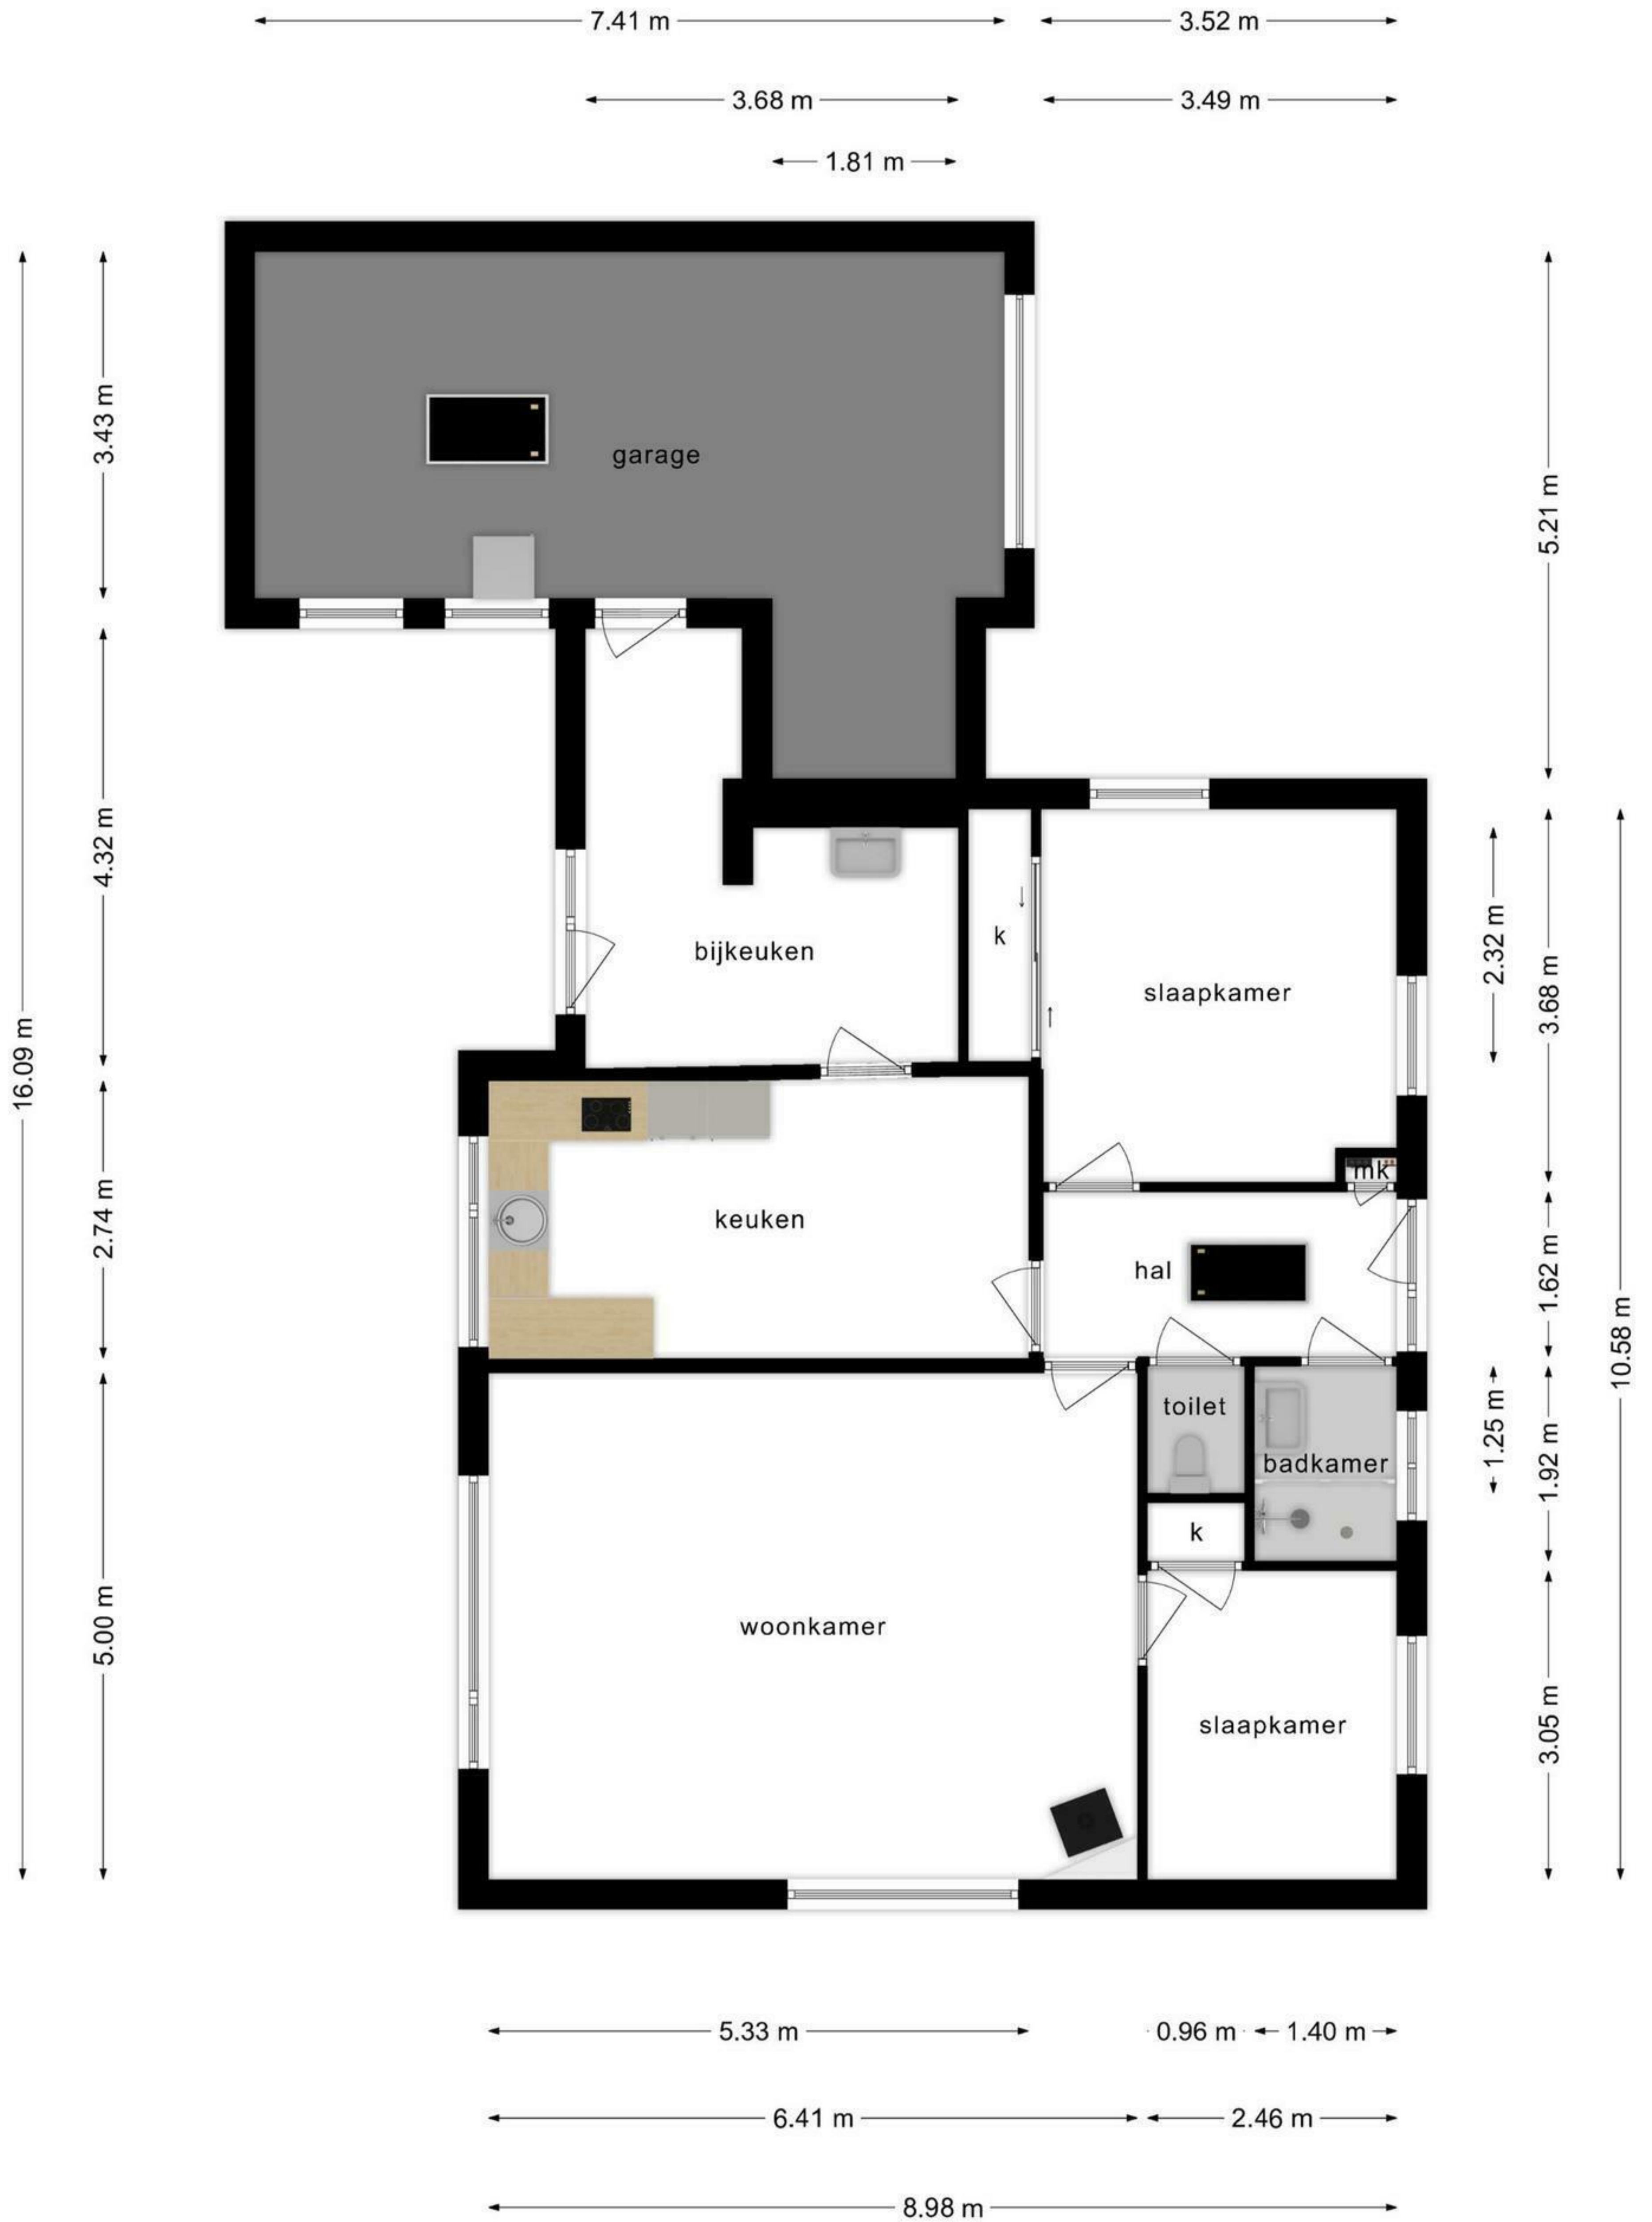 7.41 m
3.52 m
3.68 m
3.49 m
1.81 m
3.43 m
garage
5.21 m
4.32 m
k
bijkeuken
slaapkamer
2.32 m
3.68 m
16.09 m
mk
2.74 m
keuken
hal
1.62 m
10.58 m
toilet
1.25 m
badkamer
1.92 m
k
5.00 m
woonkamer
slaapkamer
3.05 m
5.33 m
0.96 m
1.40 m
6.41 m
2.46 m
8.98 m